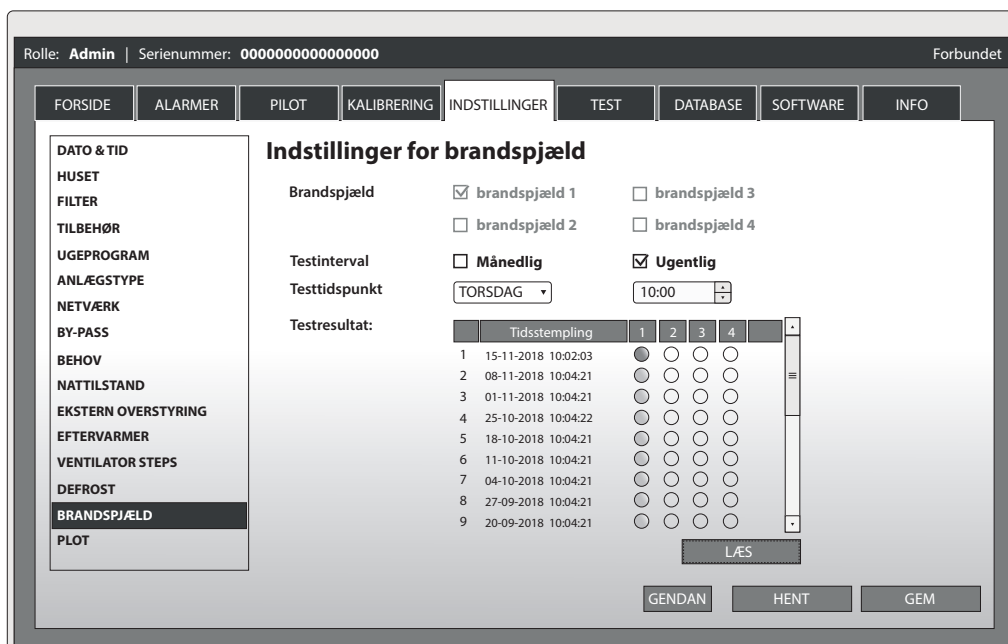 Rolle: Admin | Serienummer: 0000000000000000 Forbundet
FORSIDE ALARMER PILOT KALIBRERING INDSTILLINGER TEST DATABASE SOFTWARE INFO
DATO & TID
HUSET
FILTER
TILBEHØR
UGEPROGRAM
ANLÆGSTYPE
NETVÆRK
BY-PASS
BEHOV
NATTILSTAND
EKSTERN OVERSTYRING
EFTERVARMER
VENTILATOR STEPS
DEFROST
BRANDSPJÆLD
PLOT
Indstillinger for brandspjæld
Brandspjæld brandspjæld 1 brandspjæld 3
brandspjæld 2 brandspjæld 4
Testinterval Månedlig Ugentlig
Testtidspunkt TORSDAG 10:00
Testresultat: Tidsstempling 1 2 3 4
1 15-11-2018 10:02:03
2 08-11-2018 10:04:21
3 01-11-2018 10:04:21
4 25-10-2018 10:04:22
5 18-10-2018 10:04:21
6 11-10-2018 10:04:21
7 04-10-2018 10:04:21
8 27-09-2018 10:04:21
9 20-09-2018 10:04:21
LÆS
GENDAN HENT GEM